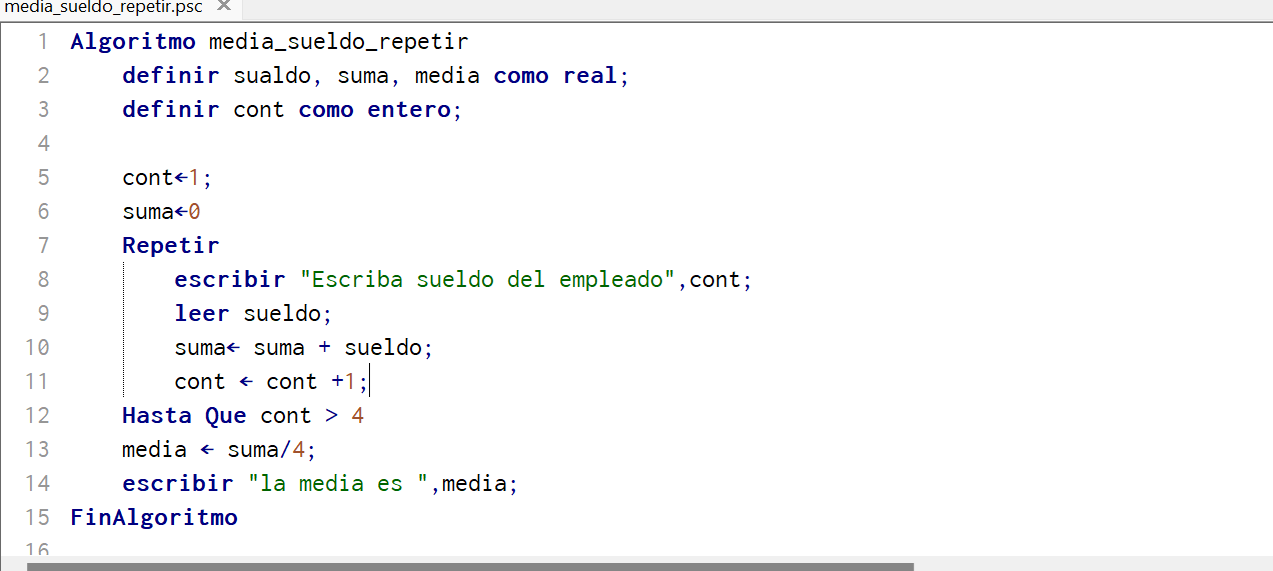 media_sueldo_repetir.psc ×
1 Algoritmo media_sueldo_repetir
2 definir sualdo, suma, media como real;
3 definir cont como entero;
4
5 cont←1;
6 suma←0
7 Repetir
8 escribir "Escriba sueldo del empleado",cont;
9 leer sueldo;
10 suma← suma + sueldo;
11 cont ← cont +1;
12 Hasta Que cont > 4
13 media ← suma/4;
14 escribir "la media es ",media;
15 FinAlgoritmo
16